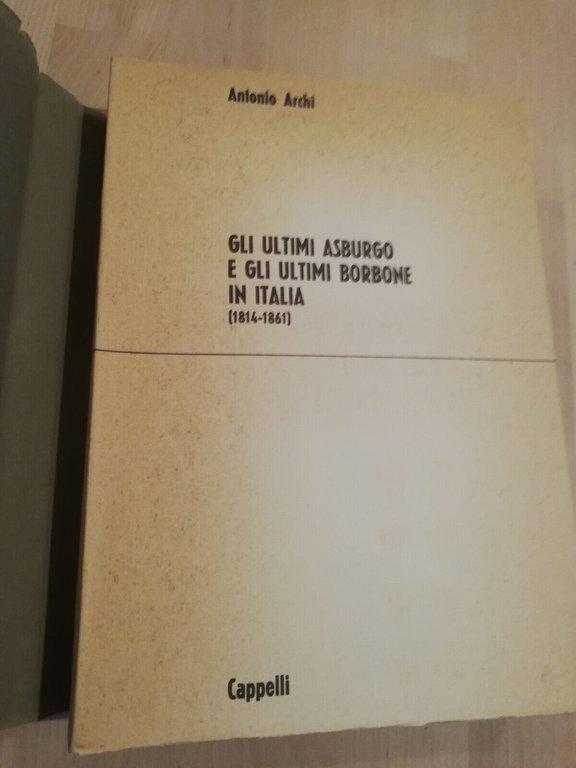 Antonio Archi
GLI ULTIMI ASBURGO
E GLI ULTIMI BORBONE
IN ITALIA
(1814-1861)
Cappelli